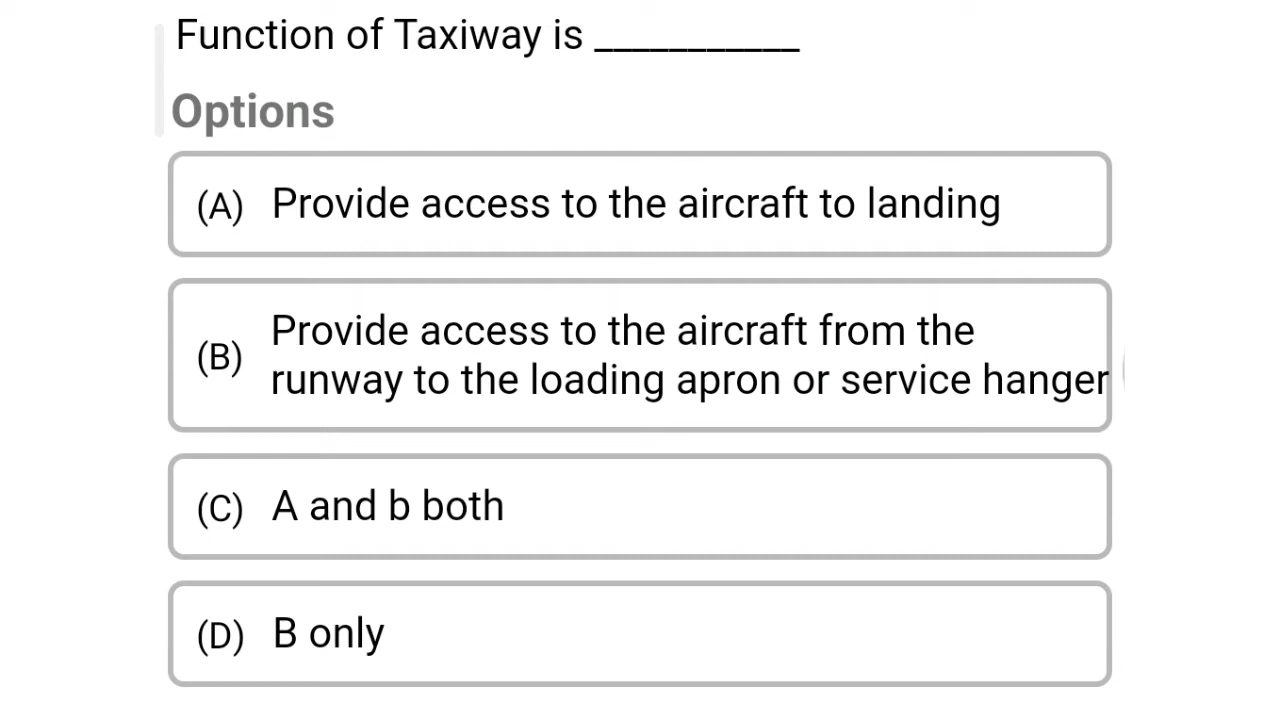 Function of Taxiway is ___________
Options
(A) Provide access to the aircraft to landing
(B) Provide access to the aircraft from the
runway to the loading apron or service hanger
(C) A and b both
(D) B only